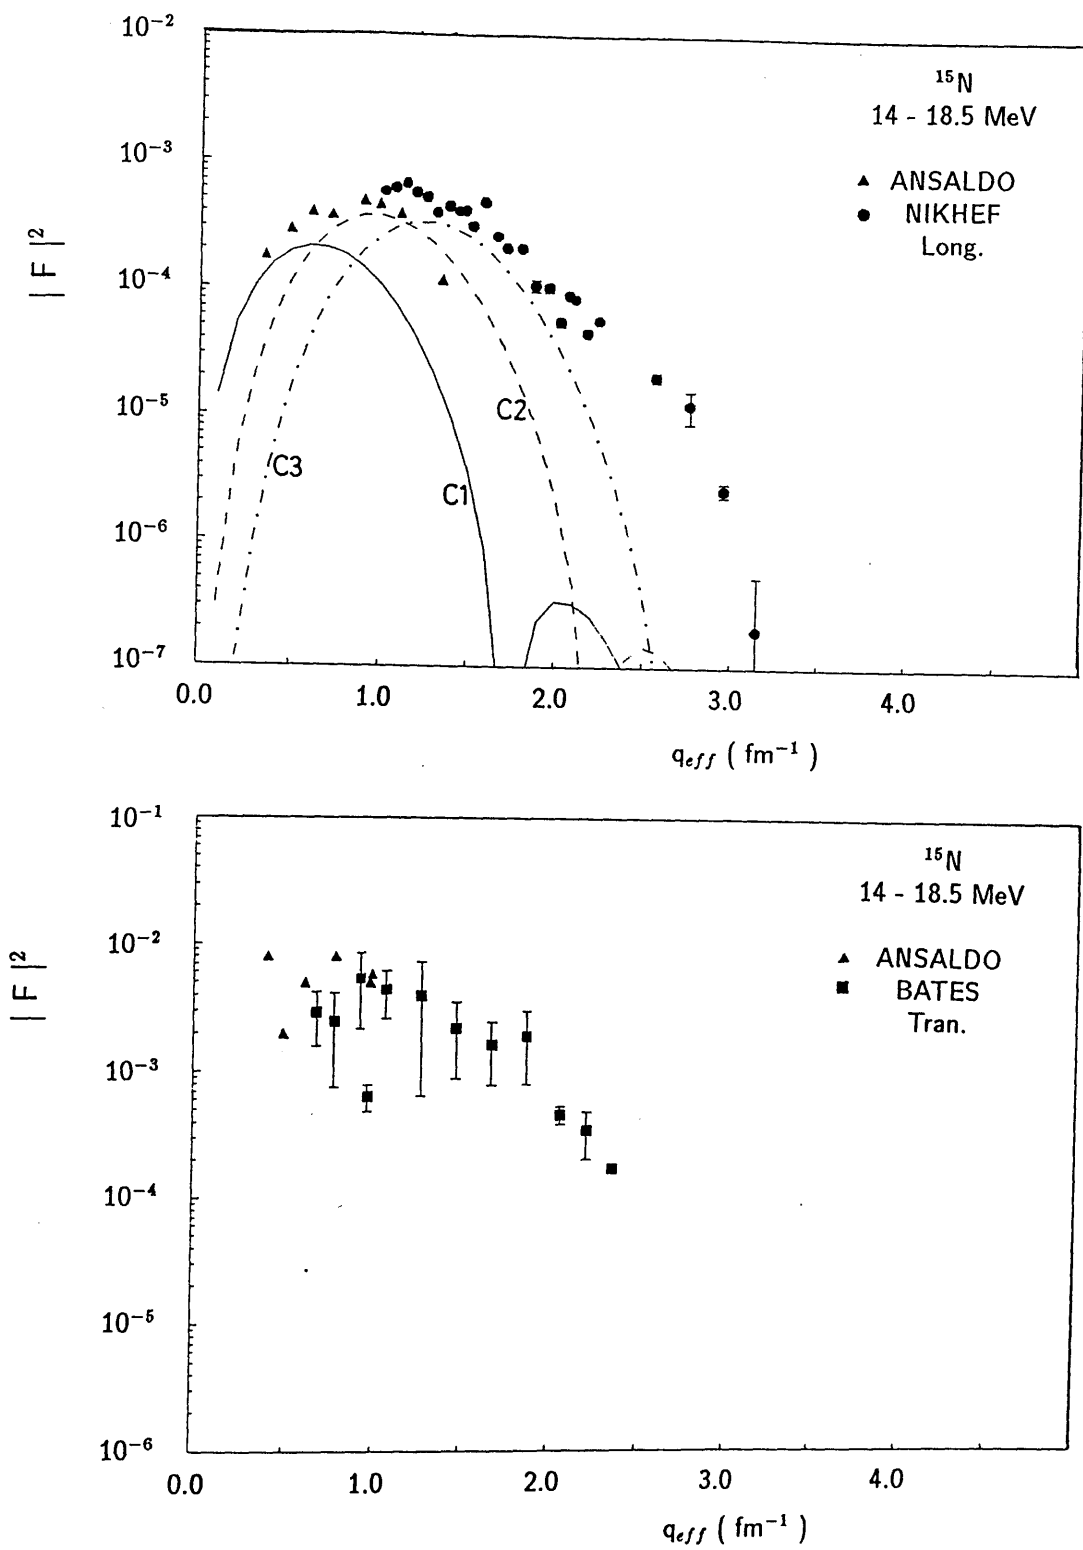 10⁻²
¹⁵N
14 - 18.5 MeV
10⁻³
▲ ANSALDO
● NIKHEF
Long.
| F |²
10⁻⁴
10⁻⁵
C2
C3
C1
10⁻⁶
10⁻⁷
0.0 1.0 2.0 3.0 4.0
q_eff ( fm⁻¹ )
10⁻¹
¹⁵N
14 - 18.5 MeV
10⁻²
▲ ANSALDO
■ BATES
Tran.
| F |²
10⁻³
10⁻⁴
10⁻⁵
10⁻⁶
0.0 1.0 2.0 3.0 4.0
q_eff ( fm⁻¹ )